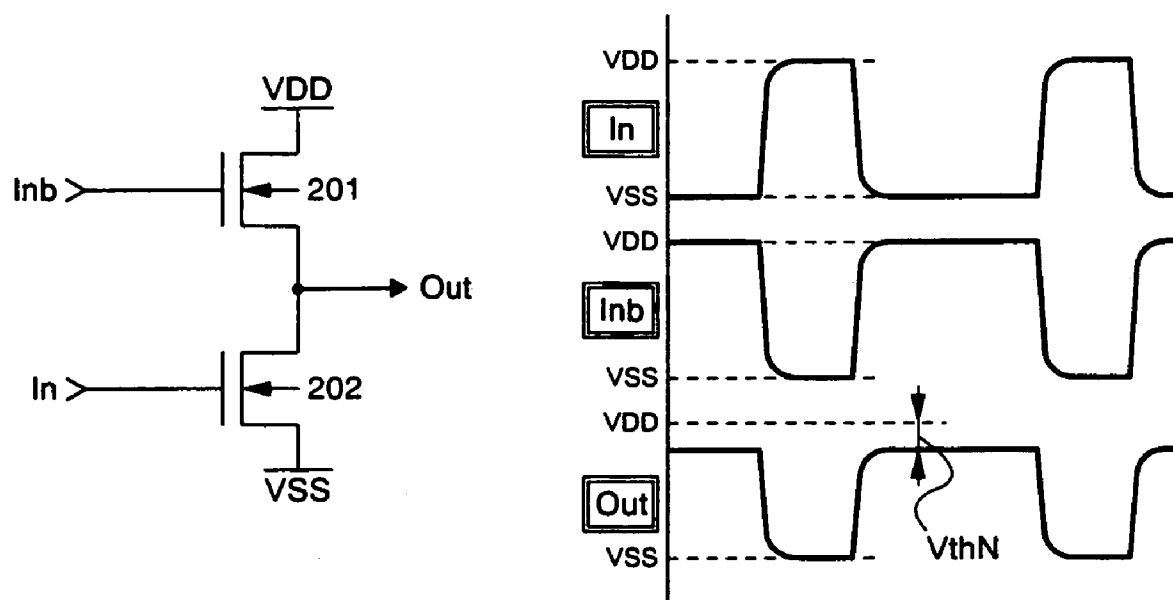 VDD
Inb
201
Out
In
202
VSS
VDD
In
VSS
VDD
Inb
VSS
VDD
Out
VthN
VSS